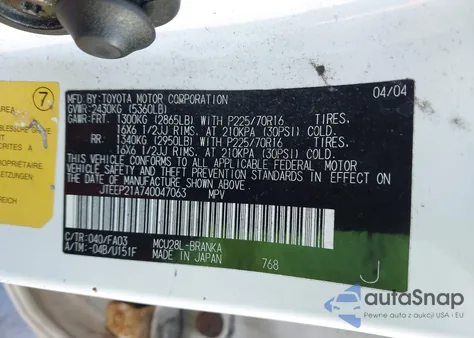 7
AREA
PROPRIÉTAIRE
MFD. BY: TOYOTA MOTOR CORPORATION 04/04
GVWR: 2430KG (5360LB)
GAWR: FRT. 1300KG (2865LB) WITH P225/70R16 TIRES.
16X6 1/2JJ RIMS. AT 210KPA (30PSI) COLD.
RR: 1340KG (2950LB) WITH P225/70R16 TIRES.
16X6 1/2JJ RIMS. AT 210KPA (30PSI) COLD.
THIS VEHICLE CONFORMS TO ALL APPLICABLE FEDERAL MOTOR
VEHICLE SAFETY AND THEFT PREVENTION STANDARDS IN EFFECT ON
THE DATE OF MANUFACTURE SHOWN ABOVE.
JTEEP21A740047063 MPV
C/TR: 040/FA03 MCU28L-BRANKA
A/TM: -04B/U151F MADE IN JAPAN 768 J
autaSnap
Pewne auta z USA i EU